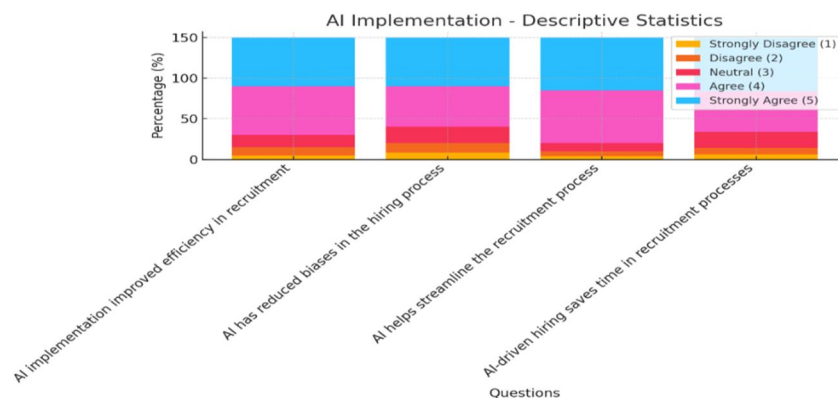 AI Implementation - Descriptive Statistics
Percentage (%)
150
100
50
0
Strongly Disagree (1)
Disagree (2)
Neutral (3)
Agree (4)
Strongly Agree (5)
AI implementation improved efficiency in recruitment
AI has reduced biases in the hiring process
AI helps streamline the recruitment process
AI-driven hiring saves time in recruitment processes
Questions